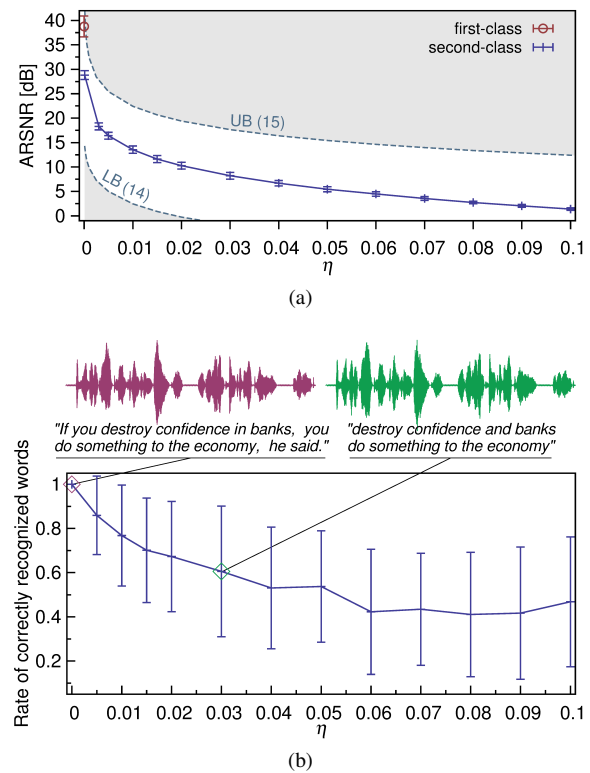 40
35
30
25
20
15
10
5
0
ARSNR [dB]
first-class
second-class
UB (15)
LB (14)
0 0.01 0.02 0.03 0.04 0.05 0.06 0.07 0.08 0.09 0.1
η
(a)
"If you destroy confidence in banks, you
do something to the economy, he said."
"destroy confidence and banks
do something to the economy"
Rate of correctly recognized words
1
0.8
0.6
0.4
0.2
0 0.01 0.02 0.03 0.04 0.05 0.06 0.07 0.08 0.09 0.1
η
(b)